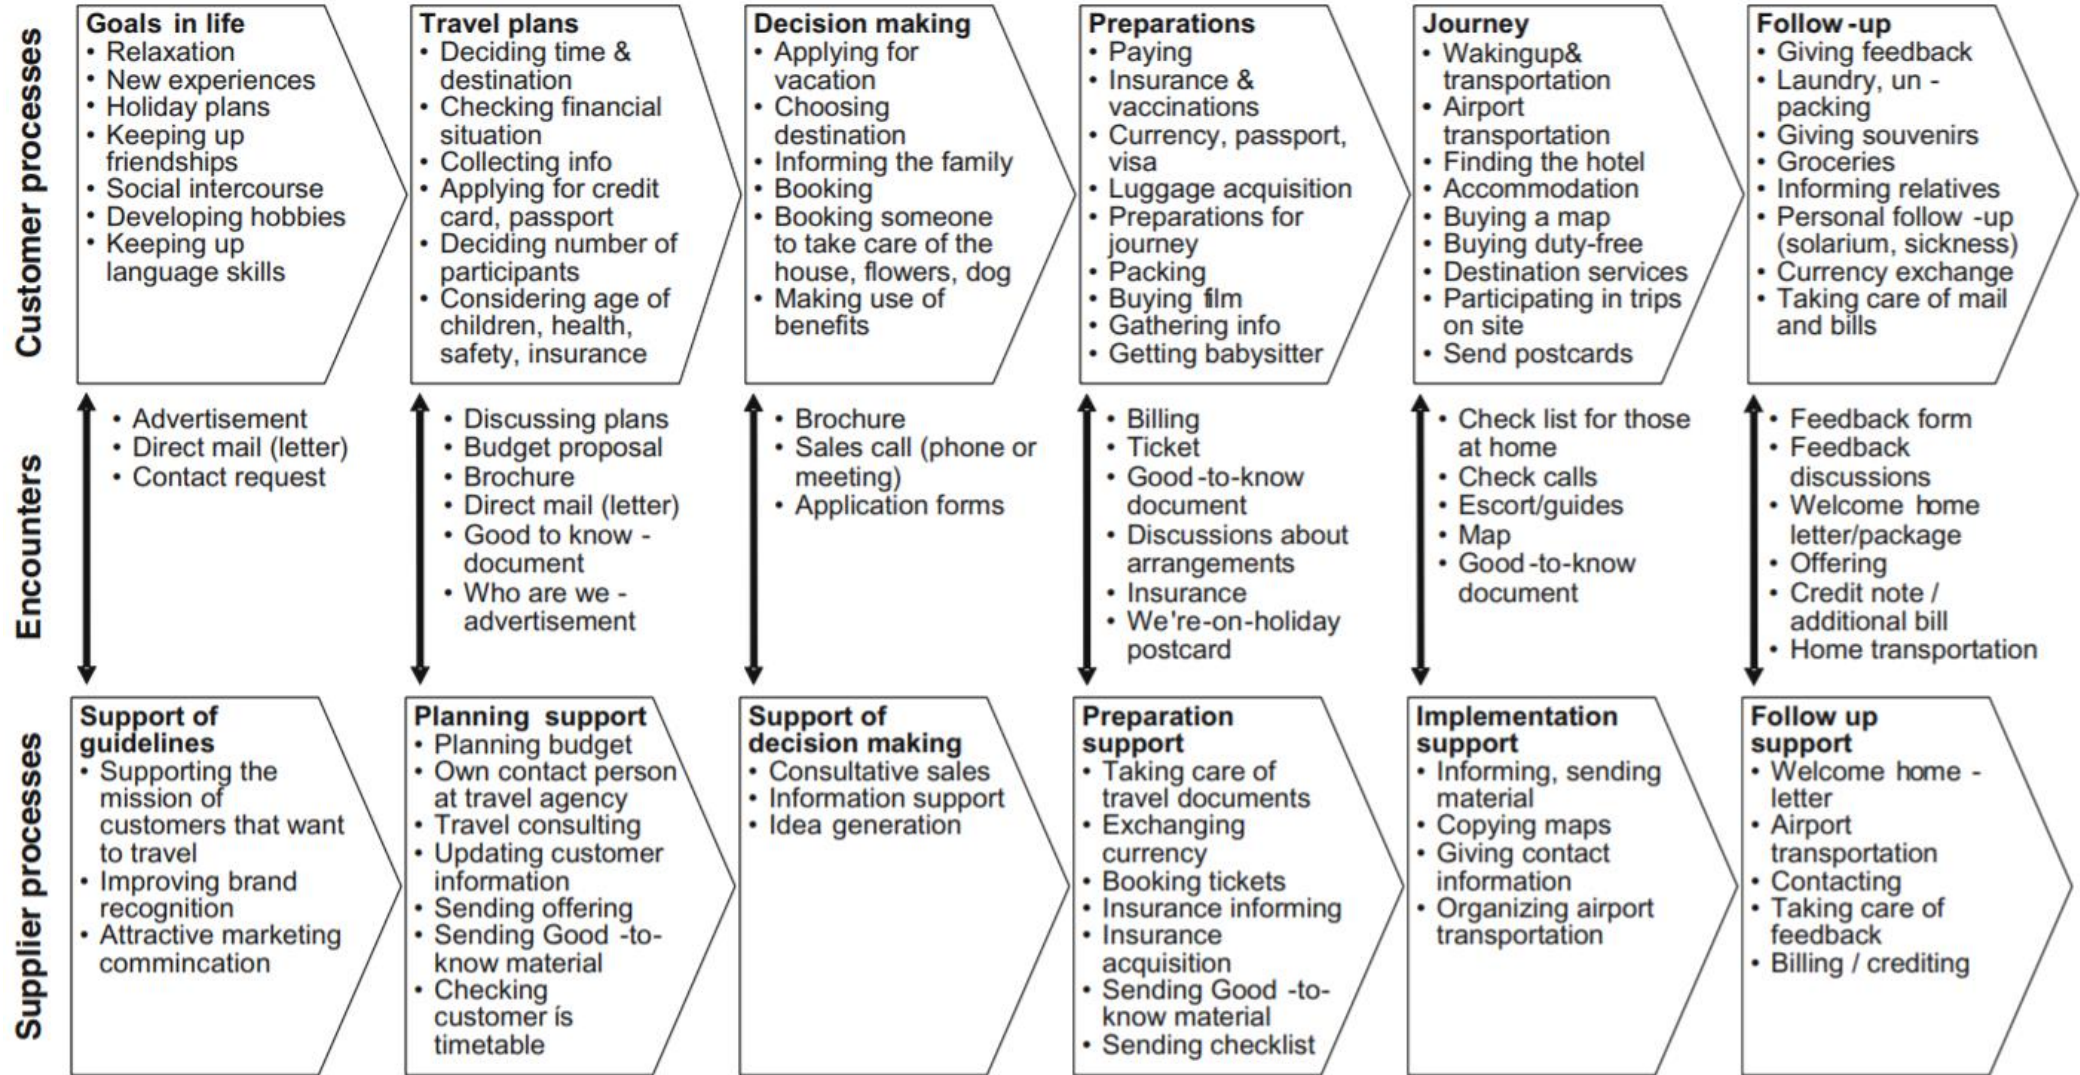 Customer processes
Goals in life
• Relaxation
• New experiences
• Holiday plans
• Keeping up
friendships
• Social intercourse
• Developing hobbies
• Keeping up
language skills
Travel plans
• Deciding time &
destination
• Checking financial
situation
• Collecting info
• Applying for credit
card, passport
• Deciding number of
participants
• Considering age of
children, health,
safety, insurance
Decision making
• Applying for
vacation
• Choosing
destination
• Informing the family
• Booking
• Booking someone
to take care of the
house, flowers, dog
• Making use of
benefits
Preparations
• Paying
• Insurance &
vaccinations
• Currency, passport,
visa
• Luggage acquisition
• Preparations for
journey
• Packing
• Buying film
• Gathering info
• Getting babysitter
Journey
• Wakingup&
transportation
• Airport
transportation
• Finding the hotel
• Accommodation
• Buying a map
• Buying duty-free
• Destination services
• Participating in trips
on site
• Send postcards
Follow-up
• Giving feedback
• Laundry, un -
packing
• Giving souvenirs
• Groceries
• Informing relatives
• Personal follow -up
(solarium, sickness)
• Currency exchange
• Taking care of mail
and bills
Encounters
• Advertisement
• Direct mail (letter)
• Contact request
• Discussing plans
• Budget proposal
• Brochure
• Direct mail (letter)
• Good to know -
document
• Who are we -
advertisement
• Brochure
• Sales call (phone or
meeting)
• Application forms
• Billing
• Ticket
• Good-to-know
document
• Discussions about
arrangements
• Insurance
• We're-on-holiday
postcard
• Check list for those
at home
• Check calls
• Escort/guides
• Map
• Good-to-know
document
• Feedback form
• Feedback
discussions
• Welcome home
letter/package
• Offering
• Credit note /
additional bill
• Home transportation
Supplier processes
Support of
guidelines
• Supporting the
mission of
customers that want
to travel
• Improving brand
recognition
• Attractive marketing
commincation
Planning support
• Planning budget
• Own contact person
at travel agency
• Travel consulting
• Updating customer
information
• Sending offering
• Sending Good -to-
know material
• Checking
customer ís
timetable
Support of
decision making
• Consultative sales
• Information support
• Idea generation
Preparation
support
• Taking care of
travel documents
• Exchanging
currency
• Booking tickets
• Insurance informing
• Insurance
acquisition
• Sending Good -to-
know material
• Sending checklist
Implementation
support
• Informing, sending
material
• Copying maps
• Giving contact
information
• Organizing airport
transportation
Follow up
support
• Welcome home -
letter
• Airport
transportation
• Contacting
• Taking care of
feedback
• Billing / crediting